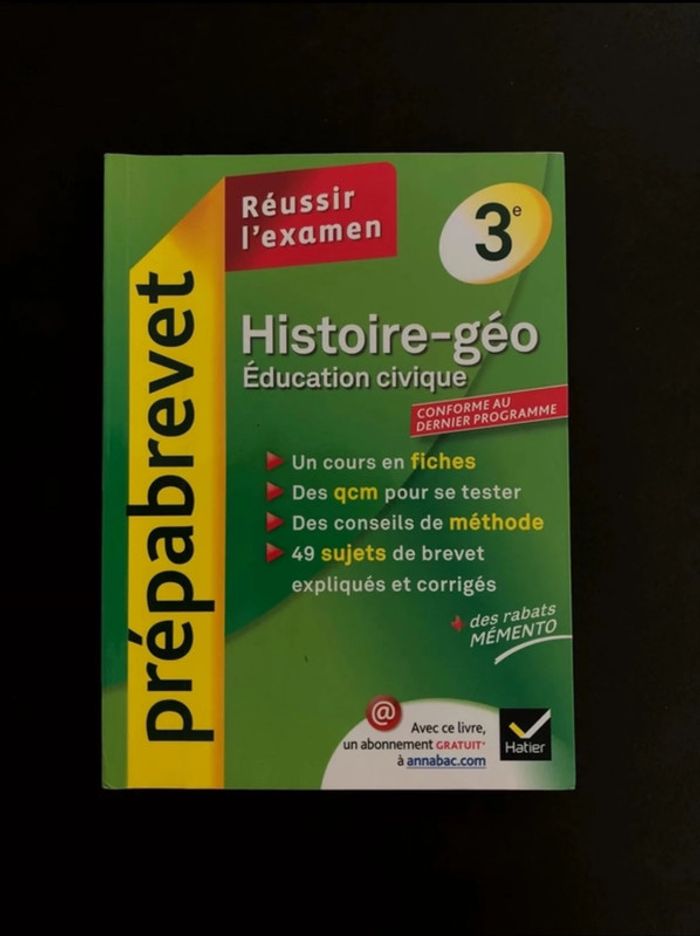 Réussir
l'examen
3e
prépabrevet
Histoire-géo
Éducation civique
CONFORME AU
DERNIER PROGRAMME
Un cours en fiches
Des qcm pour se tester
Des conseils de méthode
49 sujets de brevet
expliqués et corrigés
+ des rabats
MÉMENTO
@
Avec ce livre,
un abonnement GRATUIT*
à annabac.com
Hatier